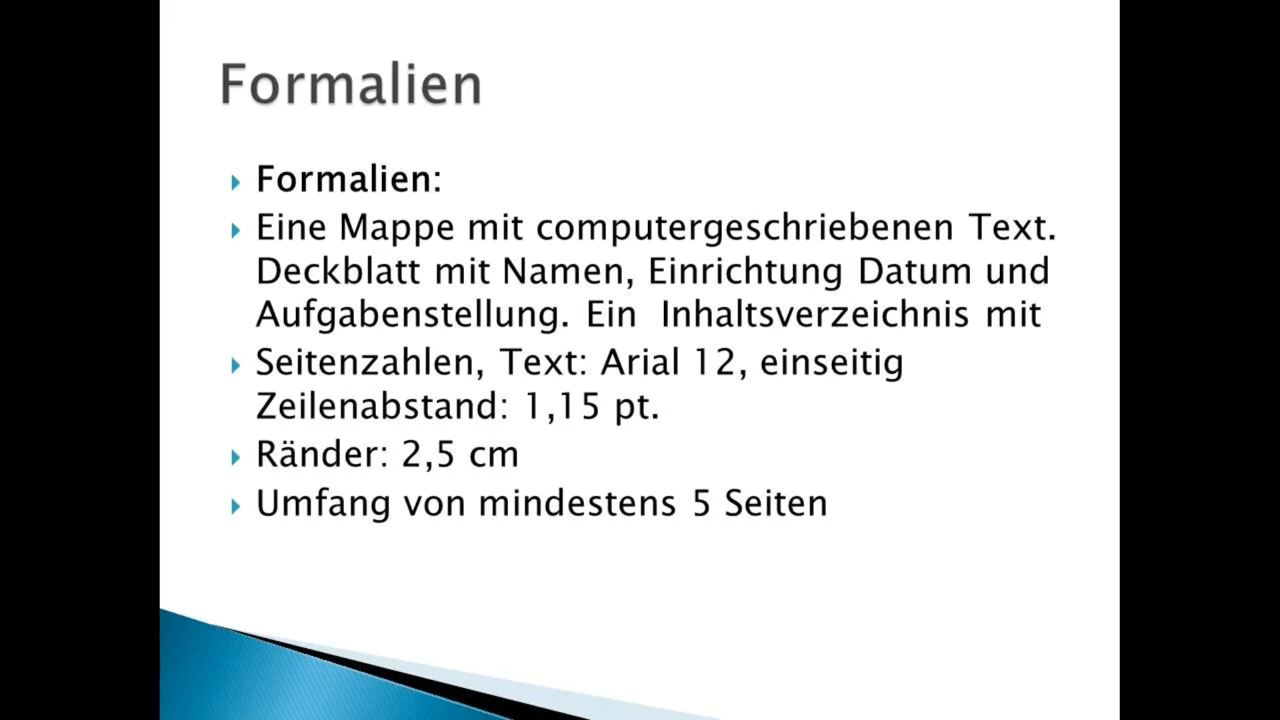 Formalien
Formalien:
Eine Mappe mit computergeschriebenen Text.
Deckblatt mit Namen, Einrichtung Datum und
Aufgabenstellung. Ein  Inhaltsverzeichnis mit
Seitenzahlen, Text: Arial 12, einseitig
Zeilenabstand: 1,15 pt.
Ränder: 2,5 cm
Umfang von mindestens 5 Seiten